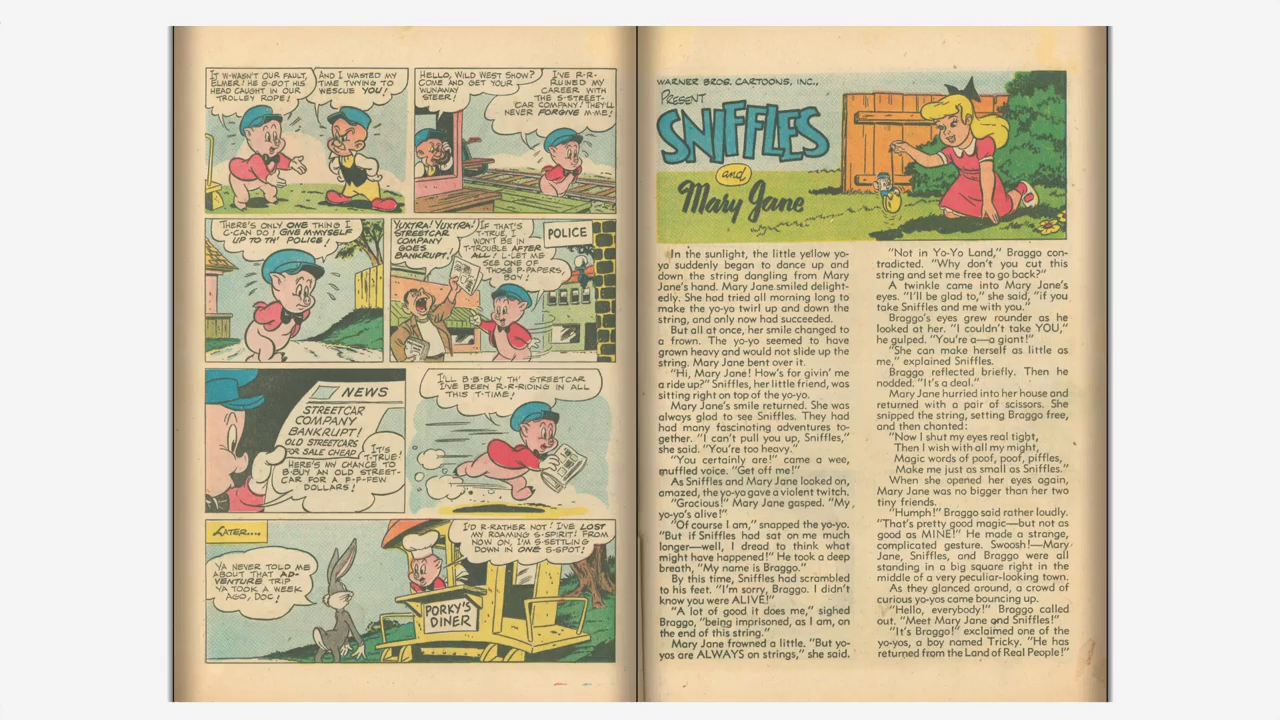 IT W-WASN'T OUR FAULT,
ELMER! HE G-GOT HIS
HEAD CAUGHT IN OUR
TROLLEY ROPE!
AND I WASTED MY
TIME TWYING TO
WESCUE YOU!
HELLO, WILD WEST SHOW?
COME AND GET YOUR
WUNAWAY
STEER!
I'VE R-R-
RUINED MY
CAREER WITH
THE S-STREET-
CAR COMPANY! THEY'LL
NEVER FORGIVE M-ME!
THERE'S ONLY ONE THING I
C-CAN DO! GIVE M-MYSELF
UP TO TH' POLICE!
YUXTRA! YUXTRA!
STREETCAR
COMPANY
GOES
BANKRUPT!
IF THAT'S
T-TRUE, I
WON'T BE IN
T-TROUBLE AFTER
ALL! L-LET ME
SEE ONE OF
THOSE P-PAPERS,
BOY!
POLICE
NEWS
STREETCAR
COMPANY
BANKRUPT!
OLD STREETCARS
FOR SALE CHEAP
IT'S
T-TRUE!
HERE'S MY CHANCE TO
B-BUY AN OLD STREET-
CAR FOR A F-F-FEW
DOLLARS!
I'LL B-B-BUY TH' STREETCAR
I'VE BEEN R-R-RIDING IN ALL
THIS T-TIME!
LATER....
YA NEVER TOLD ME
ABOUT THAT AD-
VENTURE TRIP
YA TOOK A WEEK
AGO, DOC!
I'D R-RATHER NOT! I'VE LOST
MY ROAMING S-SPIRIT! FROM
NOW ON, I'M S-SETTLING
DOWN IN ONE S-SPOT!
PORKY'S
DINER
WARNER BROS. CARTOONS, INC.,
PRESENT
SNIFFLES
and
Mary Jane
In the sunlight, the little yellow yo-
yo suddenly began to dance up and
down the string dangling from Mary
Jane's hand. Mary Jane smiled delight-
edly. She had tried all morning long to
make the yo-yo twirl up and down the
string, and only now had succeeded.
But all at once, her smile changed to
a frown. The yo-yo seemed to have
grown heavy and would not slide up the
string. Mary Jane bent over it.
"Hi, Mary Jane! How's for givin' me
a ride up?" Sniffles, her little friend, was
sitting right on top of the yo-yo.
Mary Jane's smile returned. She was
always glad to see Sniffles. They had
had many fascinating adventures to-
gether. "I can't pull you up, Sniffles,"
she said. "You're too heavy."
"You certainly are!" came a wee,
muffled voice. "Get off me!"
As Sniffles and Mary Jane looked on,
amazed, the yo-yo gave a violent twitch.
"Gracious!" Mary Jane gasped. "My
yo-yo's alive!"
"Of course I am," snapped the yo-yo.
"But if Sniffles had sat on me much
longer—well, I dread to think what
might have happened!" He took a deep
breath, "My name is Braggo."
By this time, Sniffles had scrambled
to his feet. "I'm sorry, Braggo. I didn't
know you were ALIVE!"
"A lot of good it does me," sighed
Braggo, "being imprisoned, as I am, on
the end of this string."
Mary Jane frowned a little. "But yo-
yos are ALWAYS on strings," she said.
"Not in Yo-Yo Land," Braggo con-
tradicted. "Why don't you cut this
string and set me free to go back?"
A twinkle came into Mary Jane's
eyes. "I'll be glad to," she said, "if you
take Sniffles and me with you."
Braggo's eyes grew rounder as he
looked at her. "I couldn't take YOU,"
he gulped. "You're a—a giant!"
"She can make herself as little as
me," explained Sniffles.
Braggo reflected briefly. Then he
nodded. "It's a deal."
Mary Jane hurried into her house and
returned with a pair of scissors. She
snipped the string, setting Braggo free,
and then chanted:
"Now I shut my eyes real tight,
Then I wish with all my might,
Magic words of poof, poof, piffles,
Make me just as small as Sniffles."
When she opened her eyes again,
Mary Jane was no bigger than her two
tiny friends.
"Humph!" Braggo said rather loudly.
"That's pretty good magic—but not as
good as MINE!" He made a strange,
complicated gesture. Swoosh!—Mary
Jane, Sniffles, and Braggo were all
standing in a big square right in the
middle of a very peculiar-looking town.
As they glanced around, a crowd of
curious yo-yos came bouncing up.
"Hello, everybody!" Braggo called
out. "Meet Mary Jane and Sniffles!"
"It's Braggo!" exclaimed one of the
yo-yos, a boy named Tricky. "He has
returned from the Land of Real People!"